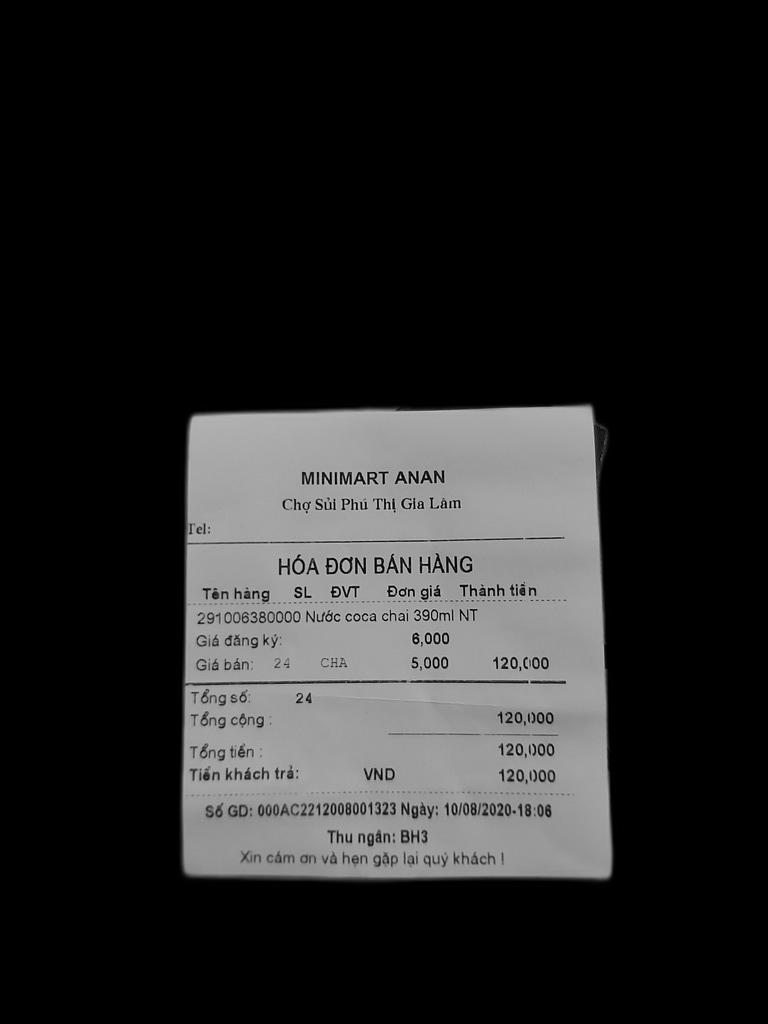 MINIMART ANAN
Chợ Sủi Phú Thị Gia Lâm
Tel:
HÓA ĐƠN BÁN HÀNG
Tên hàng SL ĐVT Đơn giá Thành tiền
291006380000 Nước coca chai 390ml NT
Giá đăng ký: 6,000
Giá bán: 24 CHA 5,000 120,000
Tổng số: 24
Tổng cộng : 120,000
Tổng tiền : 120,000
Tiền khách trả: VND 120,000
Số GD: 000AC2212008001323 Ngày: 10/08/2020-18:06
Thu ngân: BH3
Xin cảm ơn và hẹn gặp lại quý khách !